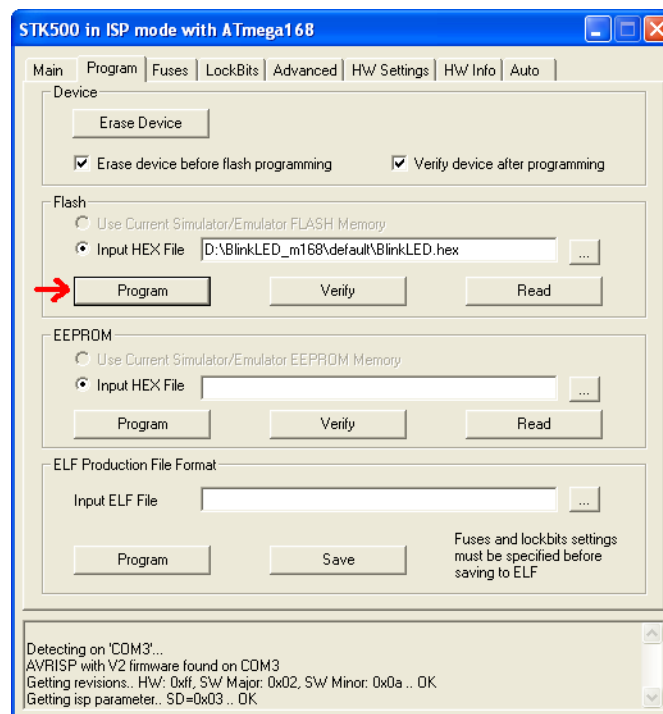 STK500 in ISP mode with ATmega168
Main Program Fuses LockBits Advanced HW Settings HW Info Auto
Device
Erase Device
Erase device before flash programming Verify device after programming
Flash
Use Current Simulator/Emulator FLASH Memory
Input HEX File D:\BlinkLED_m168\default\BlinkLED.hex ...
Program Verify Read
EEPROM
Use Current Simulator/Emulator EEPROM Memory
Input HEX File ...
Program Verify Read
ELF Production File Format
Input ELF File ...
Program Save Fuses and lockbits settings
must be specified before
saving to ELF
Detecting on 'COM3'...
AVRISP with V2 firmware found on COM3
Getting revisions.. HW: 0xff, SW Major: 0x02, SW Minor: 0x0a .. OK
Getting isp parameter.. SD=0x03 .. OK